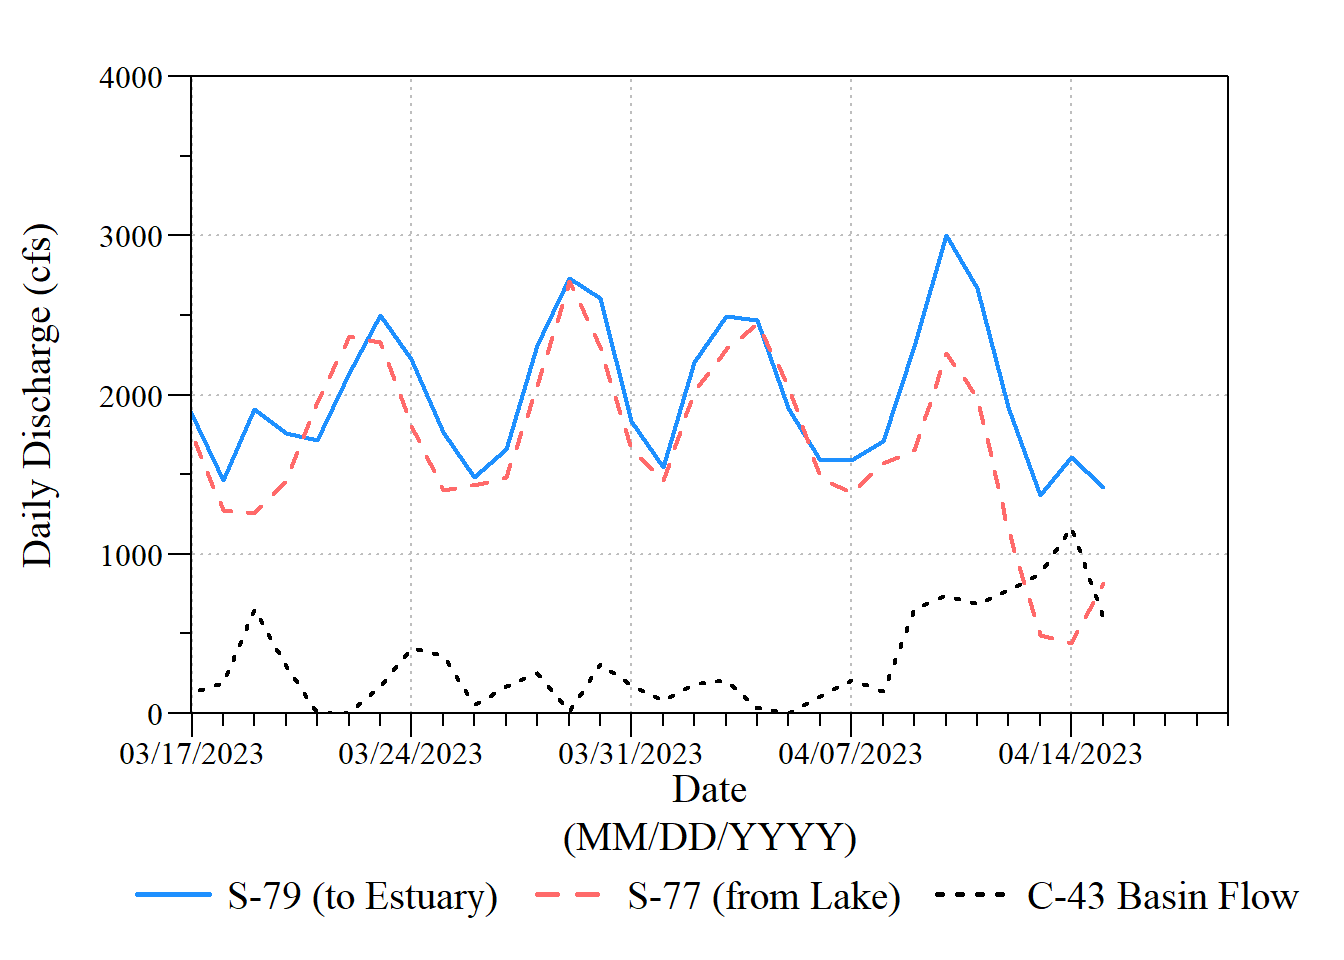 4000
3000
2000
1000
0
Daily Discharge (cfs)
03/17/2023 03/24/2023 03/31/2023 04/07/2023 04/14/2023
Date
(MM/DD/YYYY)
S-79 (to Estuary) S-77 (from Lake) C-43 Basin Flow